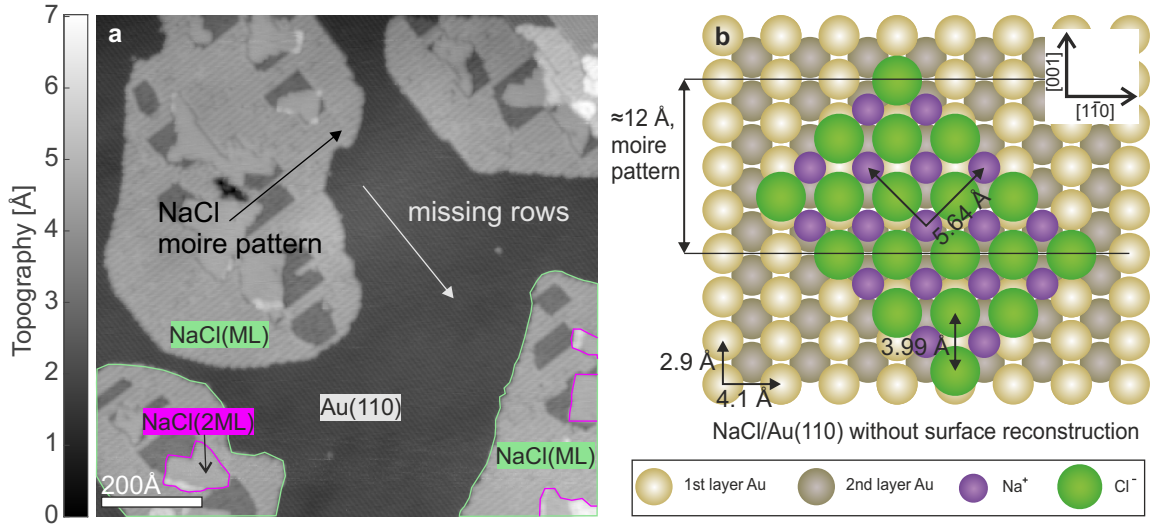 7
6
5
4
3
2
1
0
Topography [Å]
a
NaCl
moire pattern
missing rows
NaCl(ML)
Au(110)
NaCl(2ML)
NaCl(ML)
200Å
b
[001]
[11̄0]
≈12 Å,
moire
pattern
5.64 Å
3.99 Å
2.9 Å
4.1 Å
NaCl/Au(110) without surface reconstruction
1st layer Au
2nd layer Au
Na⁺
Cl⁻